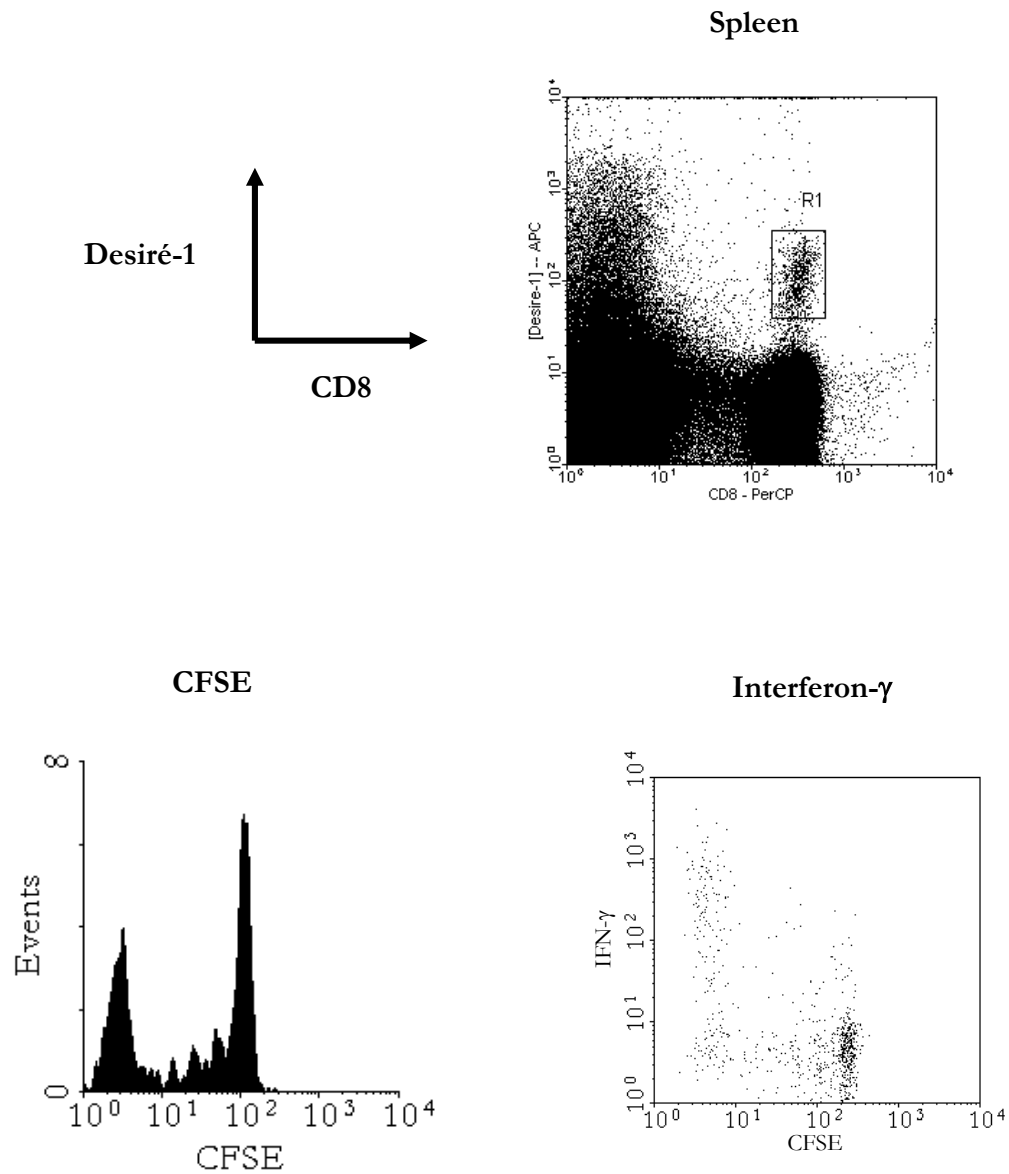 Spleen
Desiré-1
CD8
10⁴
10³
10²
10¹
10⁰
[Desire-1] -- APC
R1
10⁰ 10¹ 10² 10³ 10⁴
CD8 - PerCP
CFSE
8
Events
0
10⁰ 10¹ 10² 10³ 10⁴
CFSE
Interferon-γ
10⁴
10³
10²
10¹
10⁰
IFN-γ
10⁰ 10¹ 10² 10³ 10⁴
CFSE